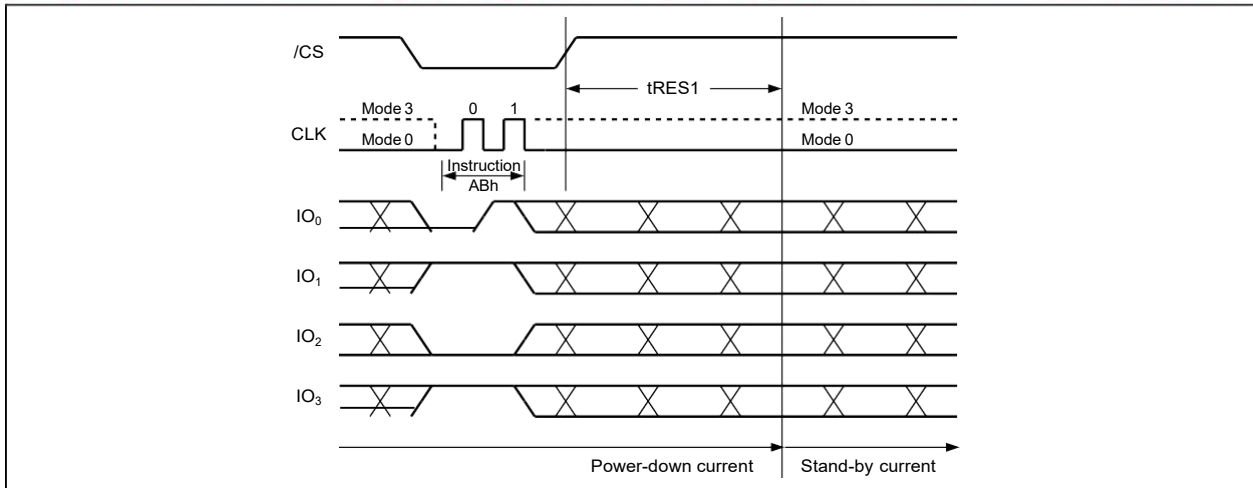 /CS
tRES1
Mode 3 0 1 Mode 3
CLK
Mode 0 Mode 0
Instruction
ABh
IO₀
IO₁
IO₂
IO₃
Power-down current Stand-by current